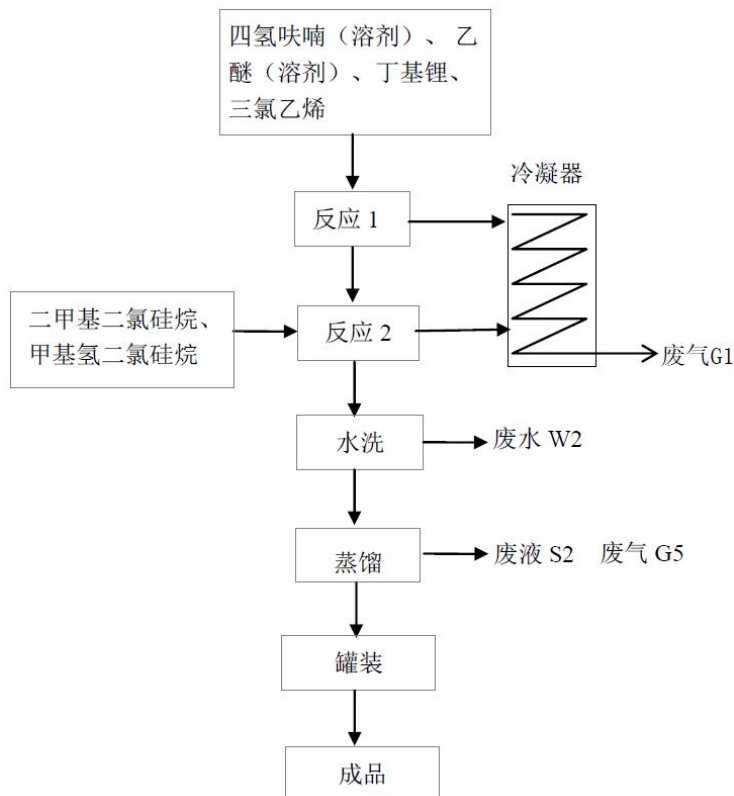 四氢呋喃（溶剂）、 乙
醚（溶剂）、丁基锂、
三氯乙烯
冷凝器
反应 1
二甲基二氯硅烷、
甲基氢二氯硅烷
反应 2
废气G1
水洗
废水 W2
蒸馏
废液 S2 废气 G5
罐装
成品